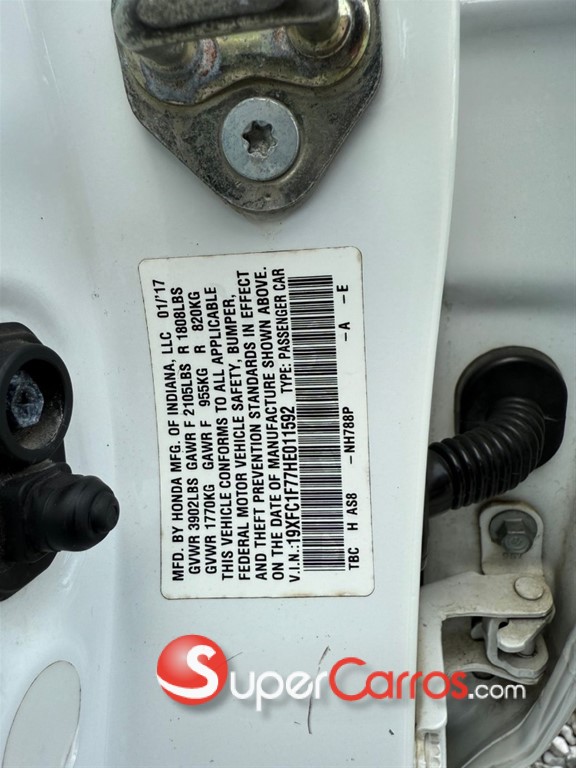 MFD. BY HONDA MFG. OF INDIANA, LLC 01/'17
GVWR 3902LBS GAWR F 2105LBS R 1808LBS
GVWR 1770KG GAWR F 955KG R 820KG
THIS VEHICLE CONFORMS TO ALL APPLICABLE
FEDERAL MOTOR VEHICLE SAFETY, BUMPER,
AND THEFT PREVENTION STANDARDS IN EFFECT
ON THE DATE OF MANUFACTURE SHOWN ABOVE.
V.I.N.:19XFC1F77HE011592 TYPE: PASSENGER CAR
TBC H AS8 -NH788P -A -E
SuperCarros.com